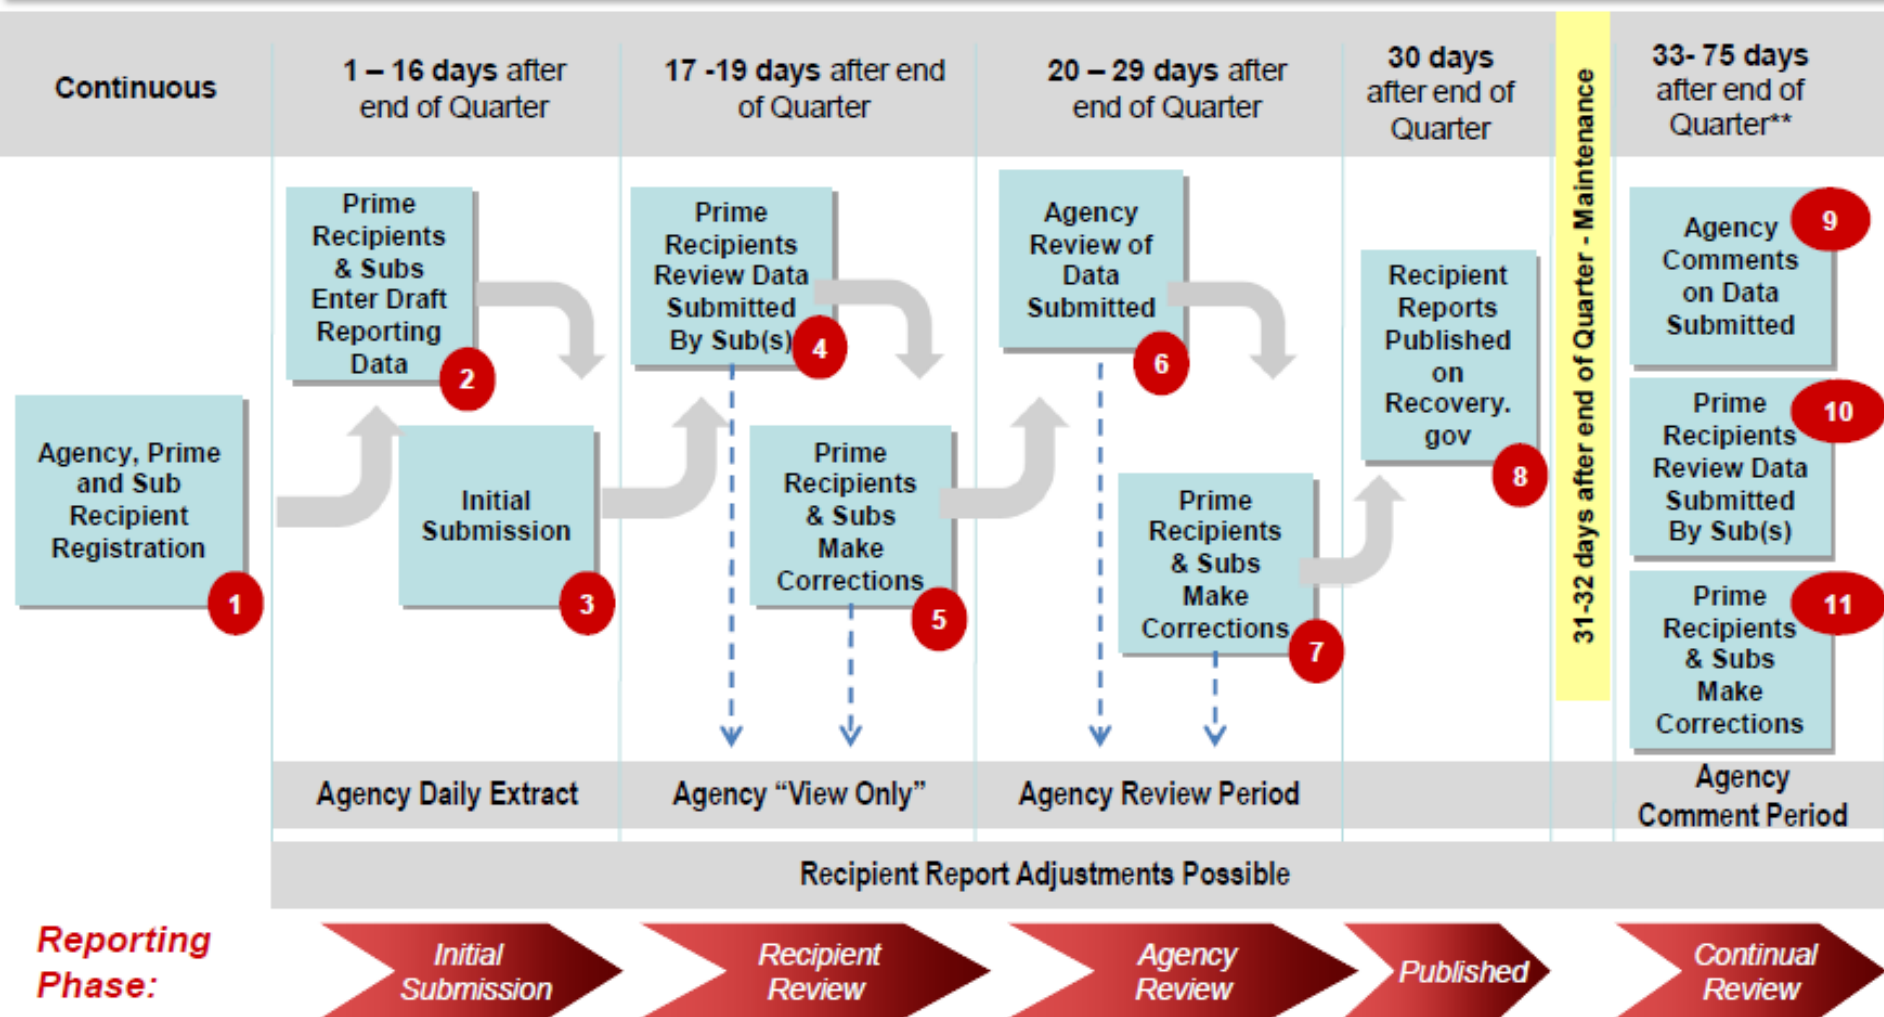 Continuous
1 – 16 days after
end of Quarter
17 -19 days after end
of Quarter
20 – 29 days after
end of Quarter
30 days
after end of
Quarter
31-32 days after end of Quarter - Maintenance
33- 75 days
after end of
Quarter**
Agency, Prime
and Sub
Recipient
Registration
1
Prime
Recipients
& Subs
Enter Draft
Reporting
Data
2
Initial
Submission
3
Prime
Recipients
Review Data
Submitted
By Sub(s)
4
Prime
Recipients
& Subs
Make
Corrections
5
Agency
Review of
Data
Submitted
6
Prime
Recipients
& Subs
Make
Corrections
7
Recipient
Reports
Published
on
Recovery.
gov
8
Agency
Comments
on Data
Submitted
9
Prime
Recipients
Review Data
Submitted
By Sub(s)
10
Prime
Recipients
& Subs
Make
Corrections
11
Agency Daily Extract
Agency “View Only”
Agency Review Period
Agency
Comment Period
Recipient Report Adjustments Possible
Reporting
Phase:
Initial
Submission
Recipient
Review
Agency
Review
Published
Continual
Review